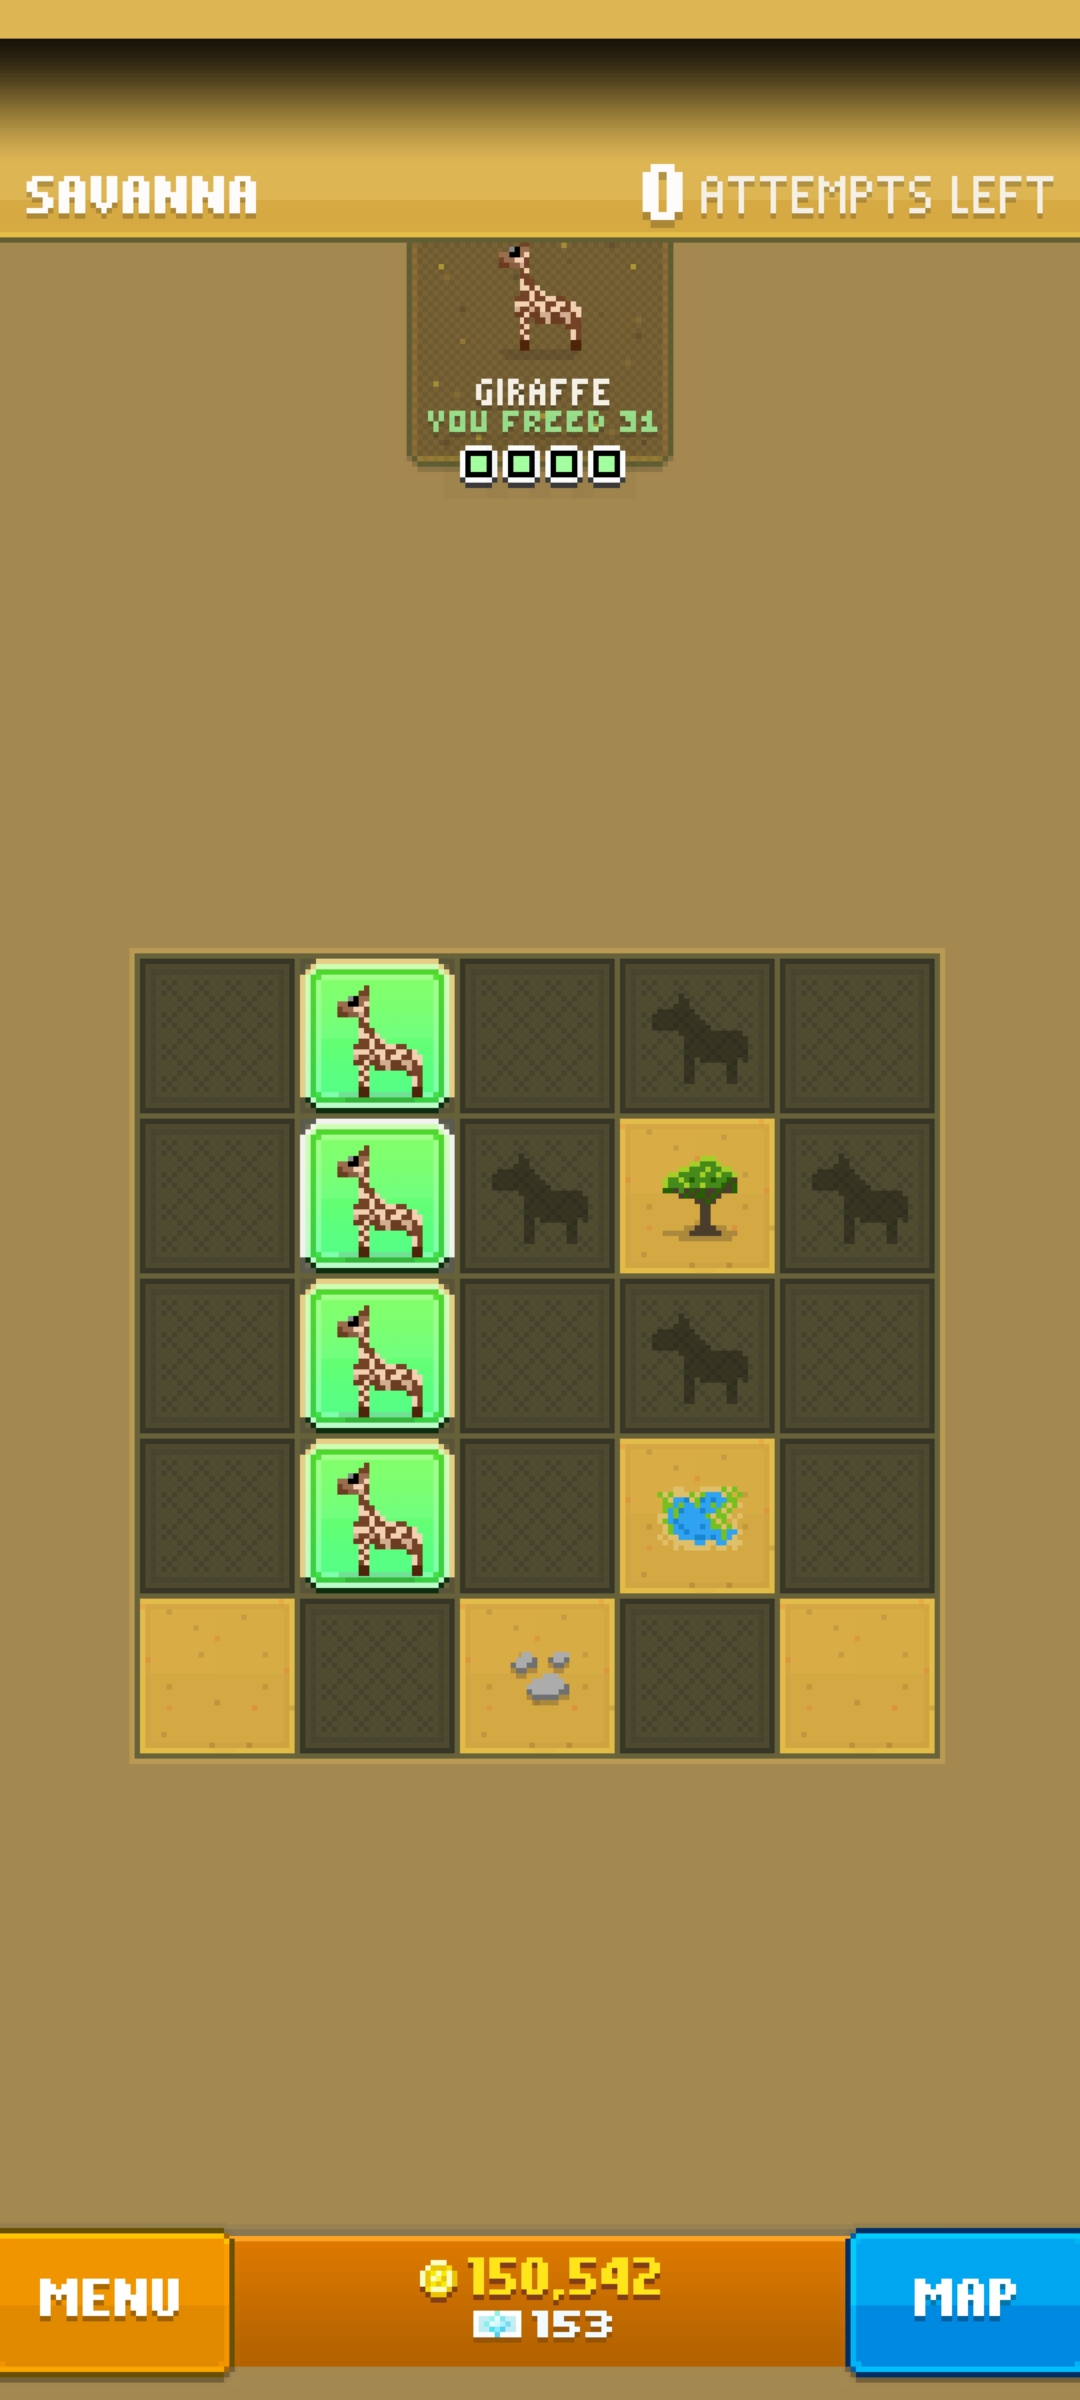 SAVANNA
0 ATTEMPTS LEFT
GIRAFFE
YOU FREED 31
MENU
150,542
153
MAP